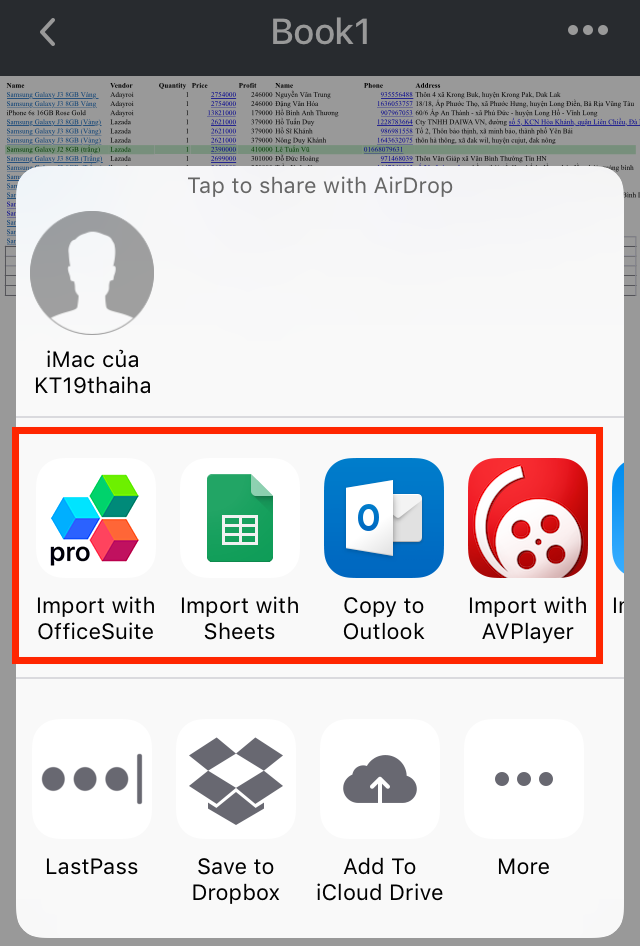 Book1
Name Vendor Quantity Price Profit Name Phone Address
Samsung Galaxy J3 8GB Vàng Adayroi 1 2754000 246000 Nguyễn Văn Trung 935556488 Thôn 4 xã Krong Buk, huyện Krong Pak, Dak Lak
Samsung Galaxy J3 8GB Vàng Adayroi 1 2754000 246000 Đặng Văn Hóa 1636053757 18/18, Ấp Phước Thọ, xã Phước Hưng, huyện Long Điền, Bà Rịa Vũng Tàu
iPhone 6s 16GB Rose Gold Adayroi 1 13821000 179000 Hồ Bình Anh Thương 907967053 60/6 Ấp An Thành - xã Phú Đức - huyện Long Hồ - Vĩnh Long
Samsung Galaxy J3 8GB (Vàng) Lazada 1 2621000 379000 Hồ Tuấn Duy 1228783664 Cty TNHH DAIWA VN, đường số 5, KCN Hòa Khánh, quận Liên Chiểu, Đà
Samsung Galaxy J3 8GB (Vàng) Lazada 1 2621000 379000 Hồ Sĩ Khánh 986981558 Tổ 2, Thôn báo thịnh, xã minh bảo, thành phố Yên Bái
Samsung Galaxy J3 8GB (Vàng) Lazada 1 2621000 379000 Nông Duy Khánh 1643632675 thôn hà thông, xã đak wil, huyện cujut, đak nông
Samsung Galaxy J2 8GB (trắng) Lazada 1 2390000 410000 Lê Tuấn Vũ 01668079631
Samsung Galaxy J3 8GB (Trắng) Lazada 1 2699000 301000 Đỗ Đức Hoàng 971468039 Thôn Văn Giáp xã Văn Bình Thường Tín HN
Tap to share with AirDrop
iMac của
KT19thaiha
pro
O
Import with
OfficeSuite
Import with
Sheets
Copy to
Outlook
Import with
AVPlayer
LastPass
Save to
Dropbox
Add To
iCloud Drive
More